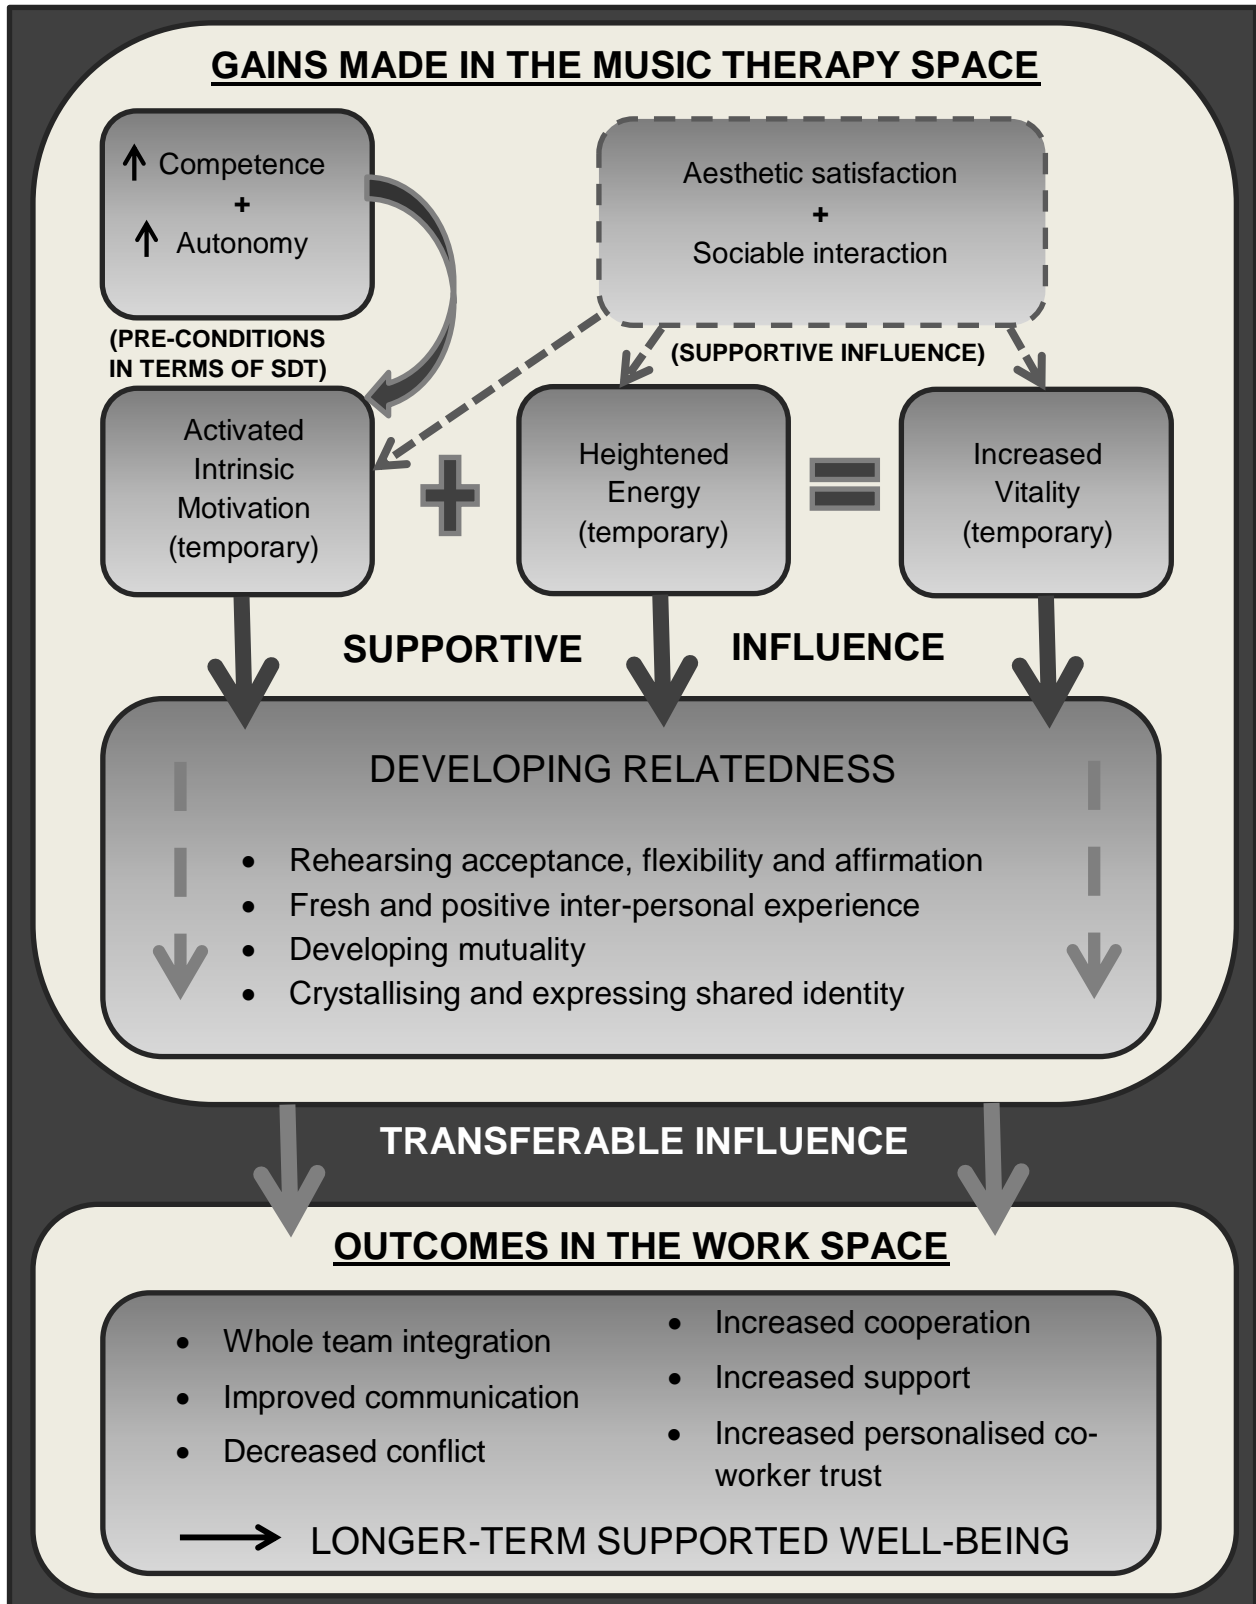 GAINS MADE IN THE MUSIC THERAPY SPACE
↑ Competence
+
↑ Autonomy
(PRE-CONDITIONS
IN TERMS OF SDT)
Aesthetic satisfaction
+
Sociable interaction
(SUPPORTIVE INFLUENCE)
Activated
Intrinsic
Motivation
(temporary)
+
Heightened
Energy
(temporary)
=
Increased
Vitality
(temporary)
SUPPORTIVE INFLUENCE
DEVELOPING RELATEDNESS
• Rehearsing acceptance, flexibility and affirmation
• Fresh and positive inter-personal experience
• Developing mutuality
• Crystallising and expressing shared identity
TRANSFERABLE INFLUENCE
OUTCOMES IN THE WORK SPACE
• Whole team integration
• Improved communication
• Decreased conflict
• Increased cooperation
• Increased support
• Increased personalised co-
worker trust
→ LONGER-TERM SUPPORTED WELL-BEING